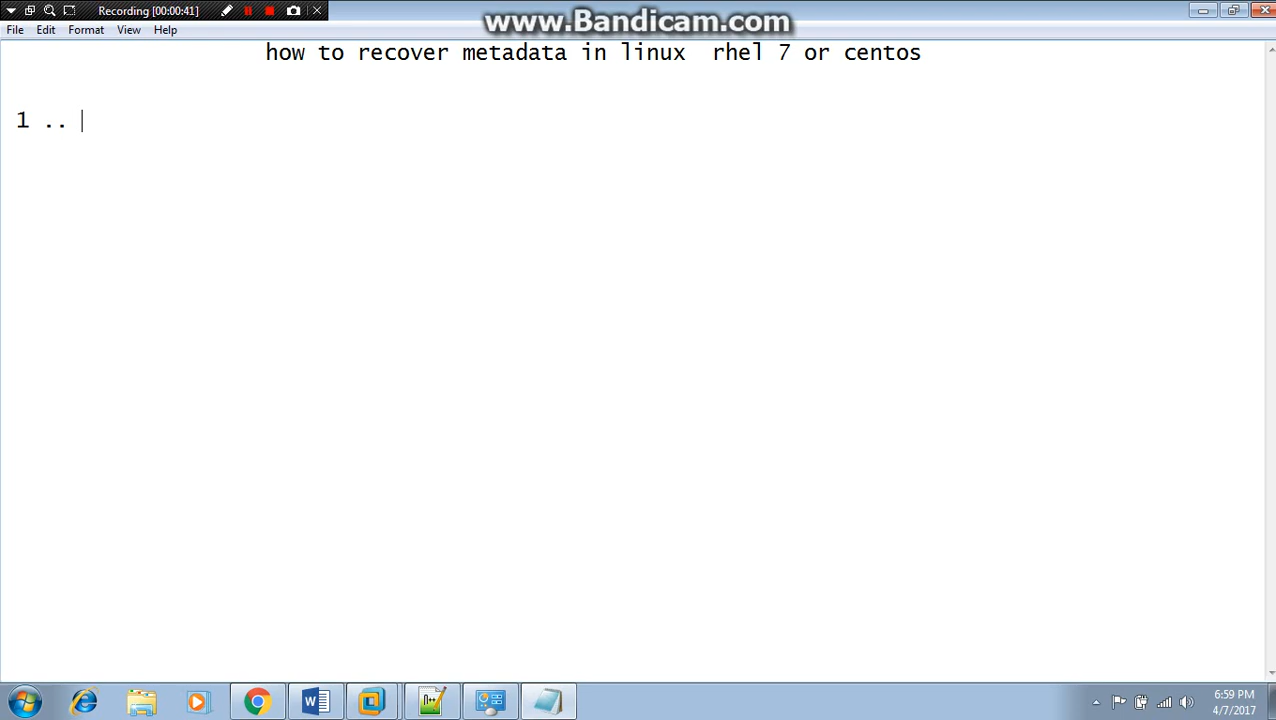 Recording [00:00:41]
www.Bandicam.com
File Edit Format View Help
how to recover metadata in linux  rhel 7 or centos
1 ..
6:59 PM
4/7/2017